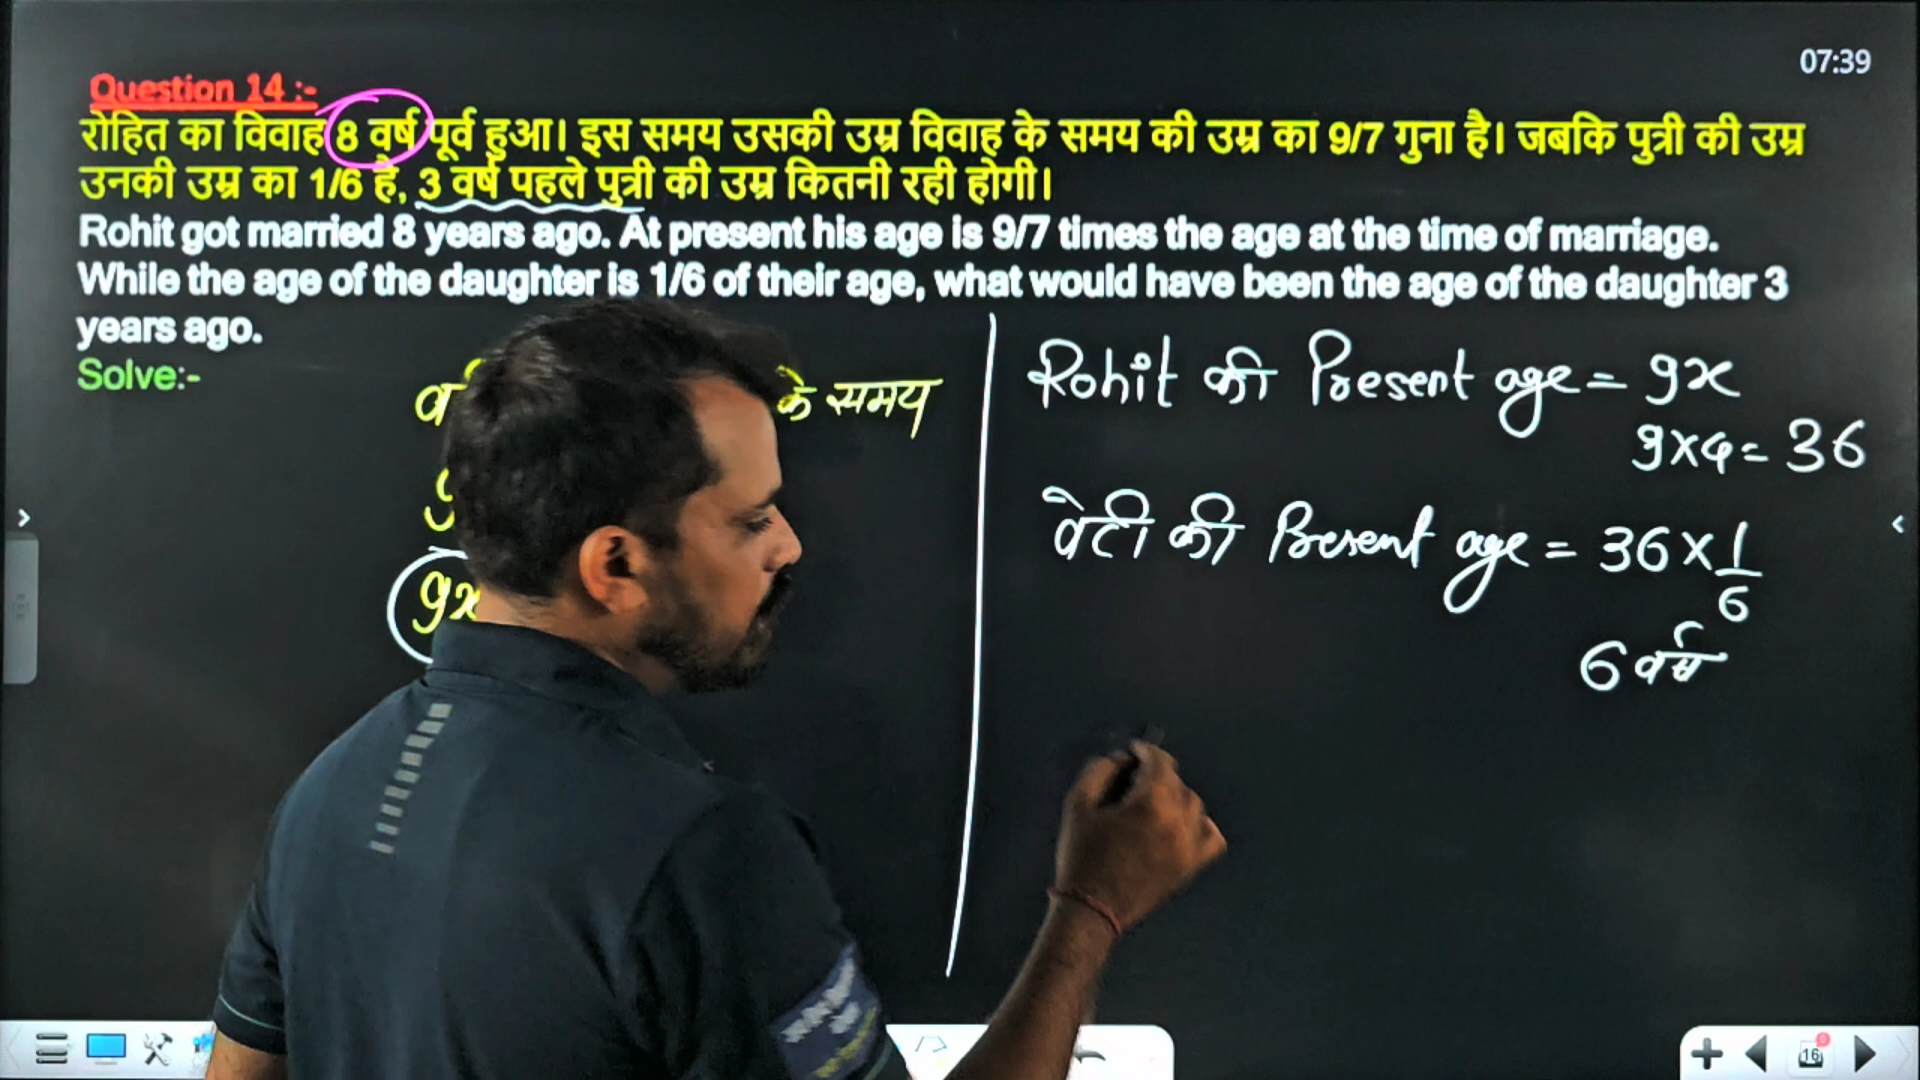 07:39
Question 14 :-
रोहित का विवाह 8 वर्ष पूर्व हुआ। इस समय उसकी उम्र विवाह के समय की उम्र का 9/7 गुना है। जबकि पुत्री की उम्र
उनकी उम्र का 1/6 है, 3 वर्ष पहले पुत्री की उम्र कितनी रही होगी।
Rohit got married 8 years ago. At present his age is 9/7 times the age at the time of marriage.
While the age of the daughter is 1/6 of their age, what would have been the age of the daughter 3
years ago.
Solve:-
के समय
9x
Rohit की Present age = 9x
9x4= 36
बेटी की Present age = 36 × 1/6
6 वर्ष
16